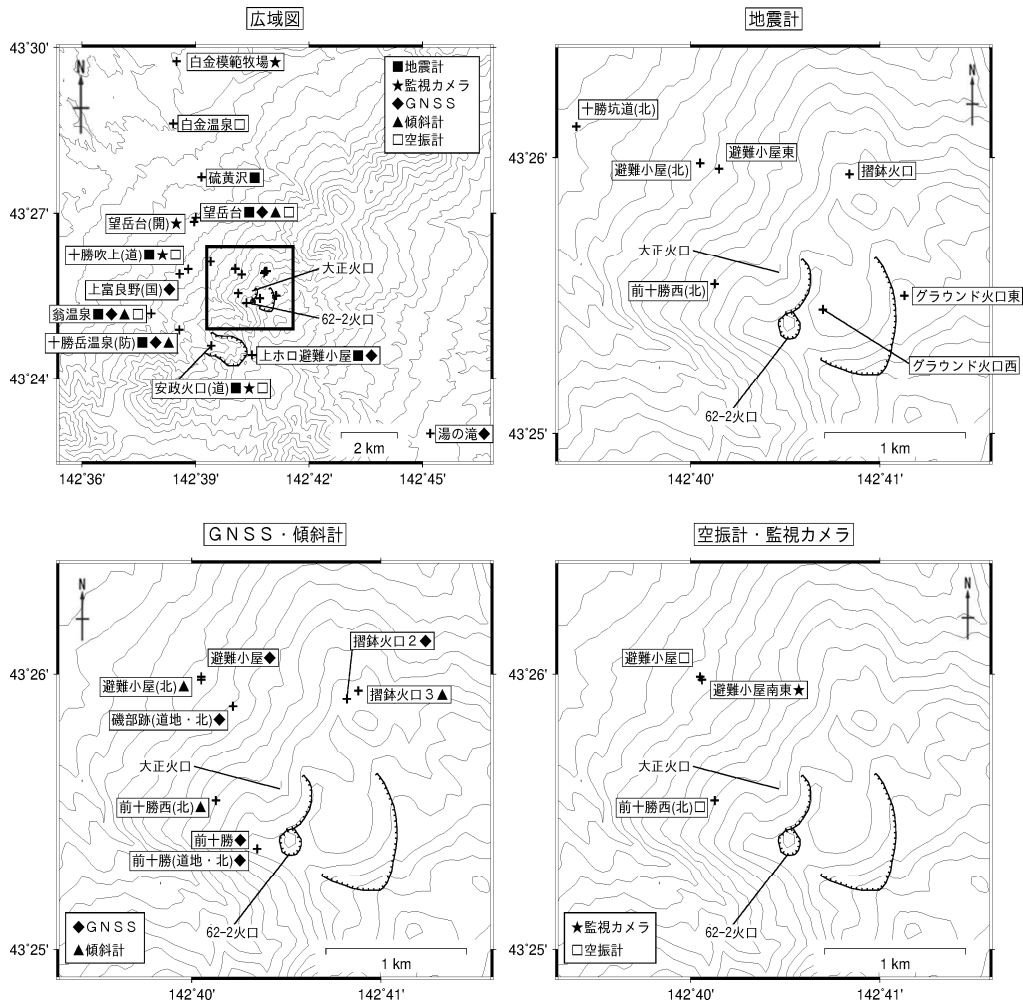 広域図
43°30'
N
白金模範牧場★
■地震計
★監視カメラ
◆GNSS
▲傾斜計
□空振計
白金温泉□
硫黄沢■
43°27'
望岳台■◆▲□
望岳台(開)★
十勝吹上(道)■★□
大正火口
上富良野(国)◆
翁温泉■◆▲□
62-2火口
十勝岳温泉(防)■◆▲
上ホロ避難小屋■◆
43°24'
安政火口(道)■★□
湯の滝◆
2 km
142°36'
142°39'
142°42'
142°45'
地震計
N
十勝坑道(北)
43°26'
避難小屋東
避難小屋(北)
摺鉢火口
大正火口
前十勝西(北)
グラウンド火口東
グラウンド火口西
62-2火口
43°25'
1 km
142°40'
142°41'
GNSS・傾斜計
N
摺鉢火口2◆
避難小屋◆
43°26'
避難小屋(北)▲
摺鉢火口3▲
磯部跡(道地・北)◆
大正火口
前十勝西(北)▲
前十勝◆
前十勝(道地・北)◆
62-2火口
◆GNSS
▲傾斜計
43°25'
1 km
142°40'
142°41'
空振計・監視カメラ
N
避難小屋□
43°26'
避難小屋南東★
大正火口
前十勝西(北)□
62-2火口
★監視カメラ
□空振計
43°25'
1 km
142°40'
142°41'